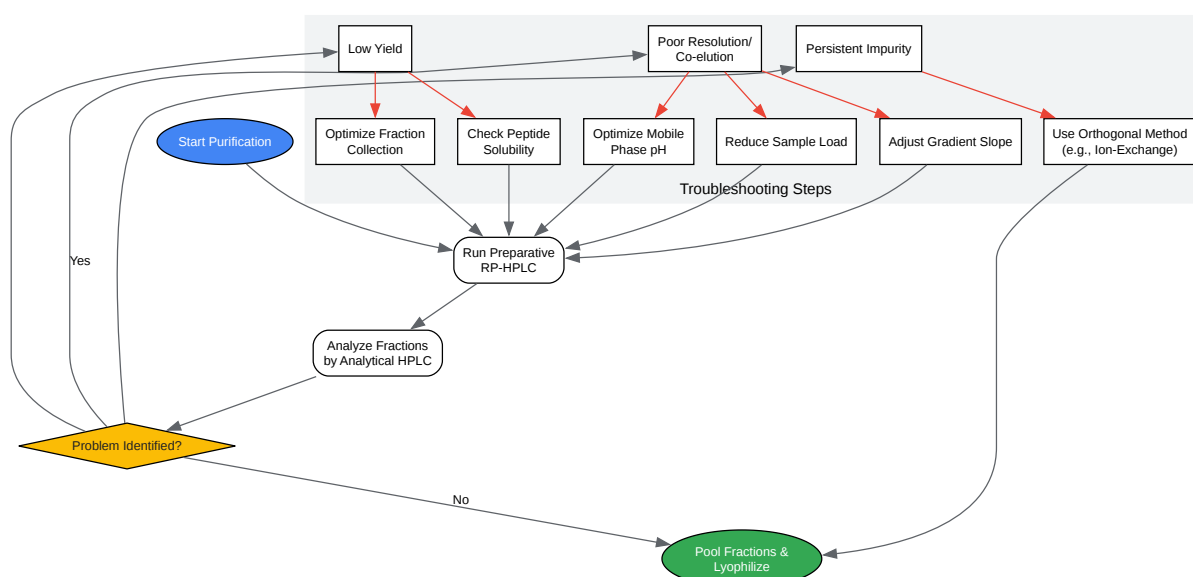 Low Yield
Poor Resolution/
Co-elution
Persistent Impurity
Start Purification
Optimize Fraction
Collection
Check Peptide
Solubility
Optimize Mobile
Phase pH
Reduce Sample Load
Adjust Gradient Slope
Use Orthogonal Method
(e.g., Ion-Exchange)
Troubleshooting Steps
Run Preparative
RP-HPLC
Yes
Analyze Fractions
by Analytical HPLC
Problem Identified?
No
Pool Fractions &
Lyophilize